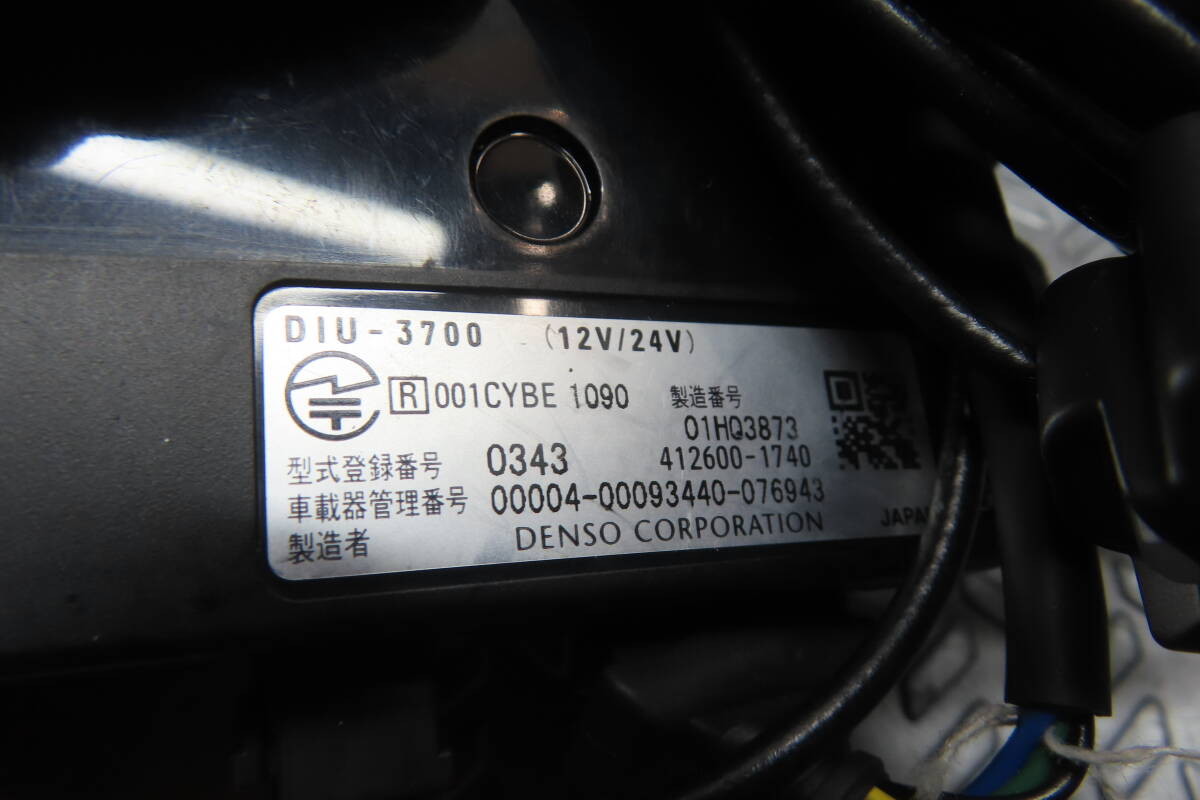 DIU-3700 (12V/24V)
R 001CYBE 1090 製造番号
01HQ3873
型式登録番号 0343 412600-1740
車載器管理番号 00004-00093440-076943
製造者 DENSO CORPORATION JAPAN